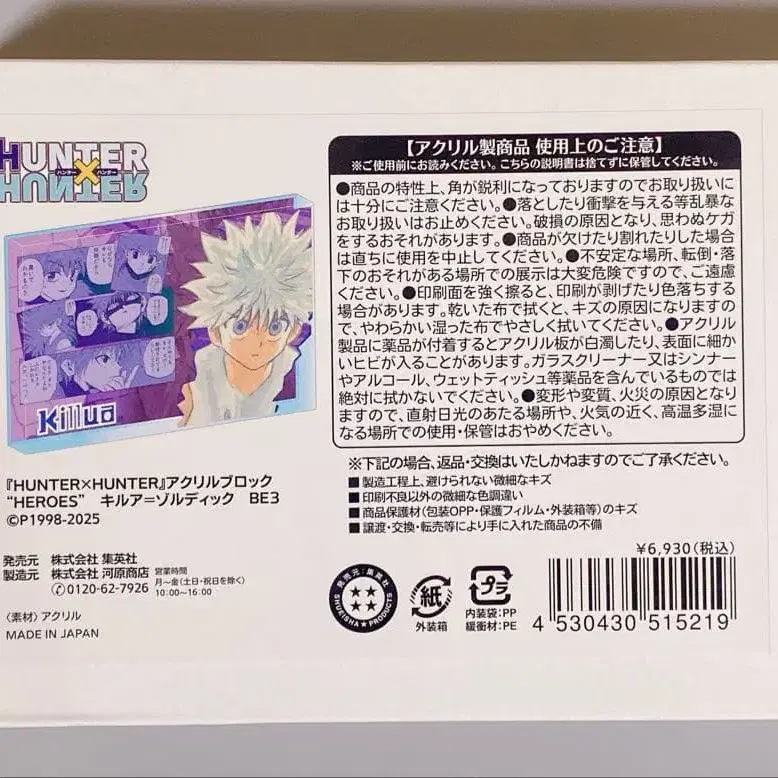 HUNTER×HUNTER
ハンター×ハンター
Killua
『HUNTER×HUNTER』アクリルブロック
“HEROES” キルア=ゾルディック BE3
©P1998-2025
発売元 株式会社 集英社
製造元 株式会社 河原商店
0120-62-7926
営業時間
月～金(土日・祝日を除く)
10:00～16:00
〈素材〉アクリル
MADE IN JAPAN
【アクリル製商品 使用上のご注意】
※ご使用前にお読みください。こちらの説明書は捨てずに保管してください。
●商品の特性上、角が鋭利になっておりますのでお取り扱いに
は十分にご注意ください。●落としたり衝撃を与える等乱暴な
お取り扱いはお止めください。破損の原因となり、思わぬケガ
をするおそれがあります。●商品が欠けたり割れたりした場合
は直ちに使用を中止してください。●不安定な場所、転倒・落
下のおそれがある場所での展示は大変危険ですので、ご遠慮
ください。●印刷面を強く擦ると、印刷が剥げたり色落ちする
場合があります。乾いた布で拭くと、キズの原因になりますの
で、やわらかい湿った布でやさしく拭いてください。●アクリル
製品に薬品が付着するとアクリル板が白濁したり、表面に細か
いヒビが入ることがあります。ガラスクリーナー又はシンナー
やアルコール、ウェットティッシュ等薬品を含んでいるものでは
絶対に拭かないでください。●変形や変質、火災の原因となり
ますので、直射日光のあたる場所や、火気の近く、高温多湿に
なる場所での使用・保管はおやめください。
※下記の場合、返品・交換はいたしかねますのでご了承ください。
■製造工程上、避けられない微細なキズ
■印刷不良以外の微細な色調違い
■商品保護材(包装OPP・保護フィルム・外装箱等)のキズ
■譲渡・交換・転売等により手に入れた商品の不備
¥6,930(税込)
発売元:集英社
SHUEISHA★PRODUCTS
紙
外装箱
プラ
内装袋:PP
緩衝材:PE
4 530430 515219